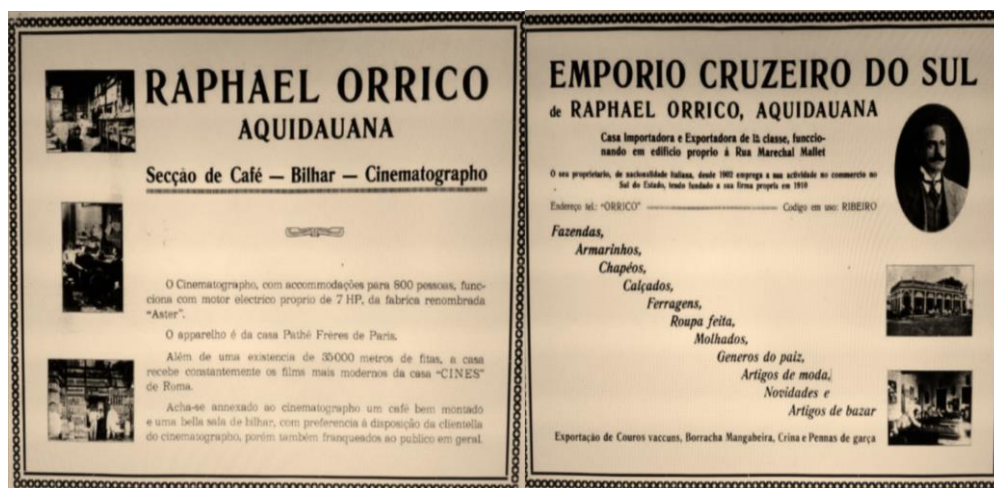 RAPHAEL ORRICO
AQUIDAUANA
Secção de Café — Bilhar — Cinematographo
O Cinematographo, com accommodações para 800 pessoas, func-
ciona com motor electrico proprio de 7 HP, da fabrica renombrada
“Aster”.
O apparelho é da casa Pathé Frères de Paris.
Além de uma existencia de 35000 metros de fitas, a casa
recebe constantemente os films mais modernos da casa “CINES”
de Roma.
Acha-se annexado ao cinematographo um café bem montado
e uma bella sala de bilhar, com preferencia á disposição da clientella
do cinematographo, porém também franqueados ao publico em geral.
EMPORIO CRUZEIRO DO SUL
de RAPHAEL ORRICO, AQUIDAUANA
Casa Importadora e Exportadora de 1ª classe, funccio-
nando em edificio proprio á Rua Marechal Mallet
O seu proprietario, de nacionalidade italiana, desde 1902 emprega a sua actividade no commercio no
Sul do Estado, tendo fundado a sua firma propria em 1910
Endereço tel.: “ORRICO” — Codigo em uso: RIBEIRO
Fazendas,
Armarinhos,
Chapéos,
Calçados,
Ferragens,
Roupa feita,
Molhados,
Generos do paiz,
Artigos de moda,
Novidades e
Artigos de bazar
Exportação de Couros vaccuns, Borracha Mangabeira, Crina e Pennas de garça